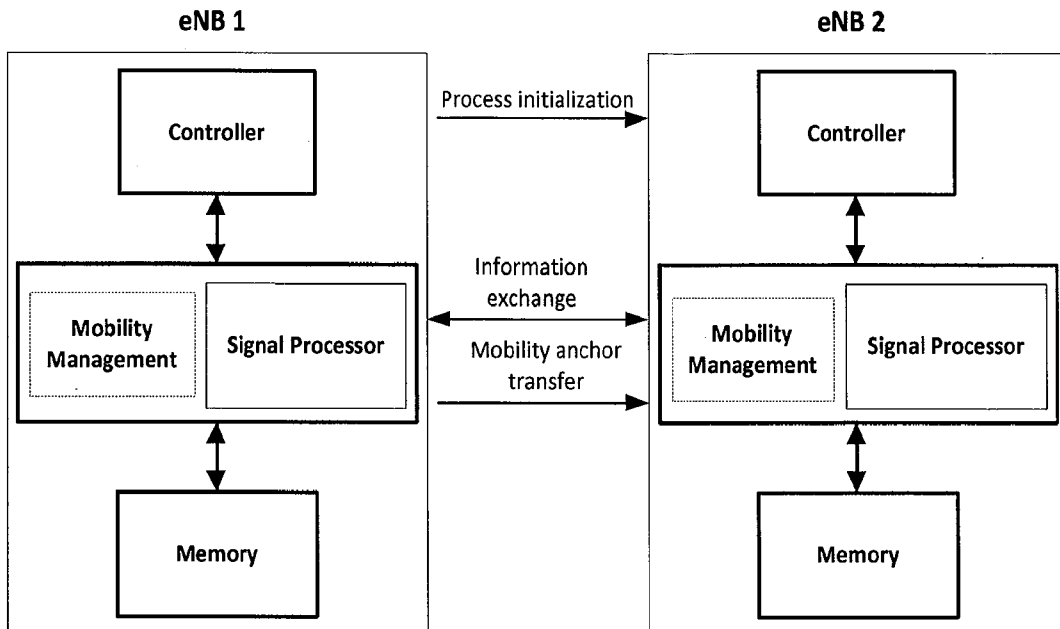 eNB 1
eNB 2
Controller
Process initialization
Controller
Mobility
Management
Signal Processor
Information
exchange
Mobility anchor
transfer
Mobility
Management
Signal Processor
Memory
Memory